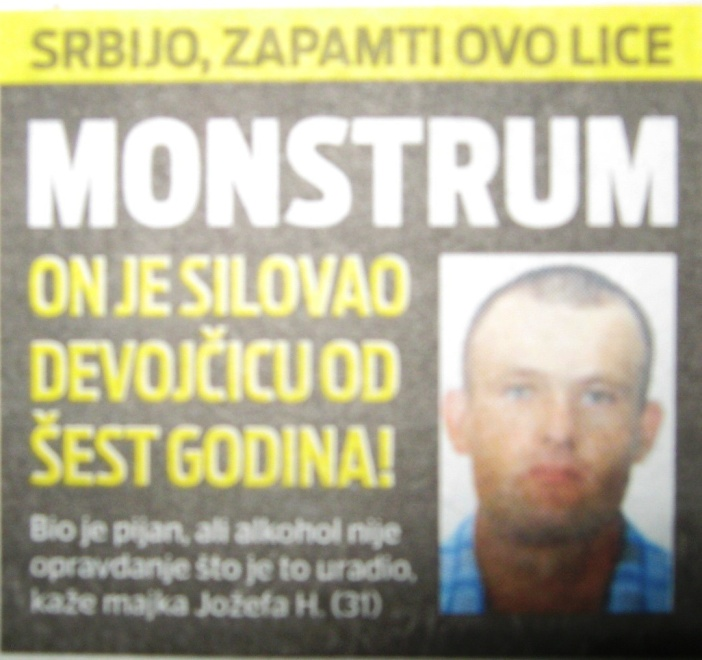 SRBIJO, ZAPAMTI OVO LICE
MONSTRUM
ON JE SILOVAO
DEVOJČICU OD
ŠEST GODINA!
Bio je pijan, ali alkohol nije
opravdanje što je to uradio,
kaže majka Jožefa H. (31)